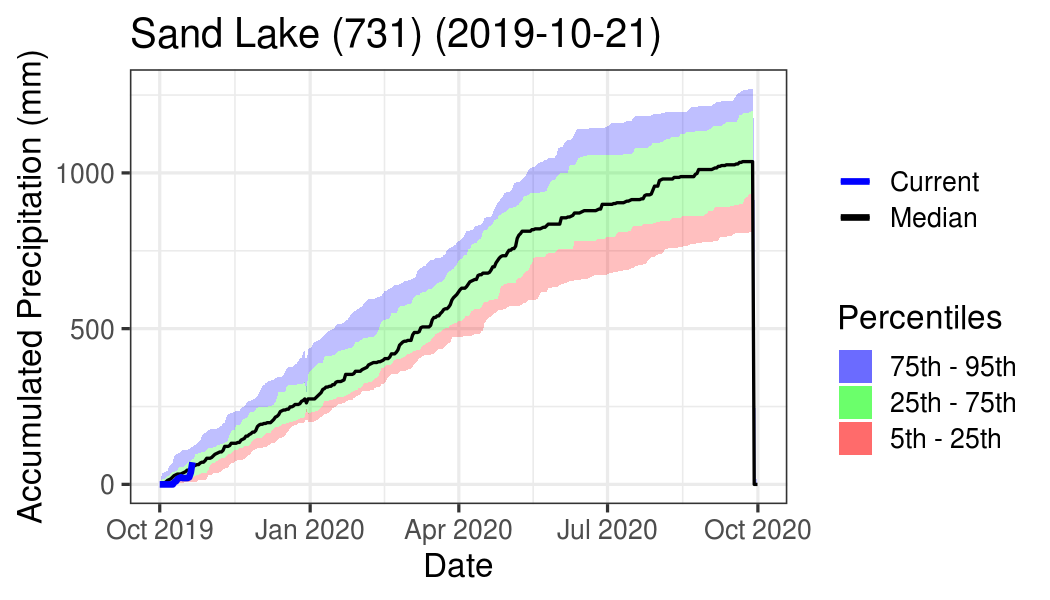 Sand Lake (731) (2019-10-21)
Accumulated Precipitation (mm)
1000
500
0
Oct 2019
Jan 2020
Apr 2020
Jul 2020
Oct 2020
Date
Current
Median
Percentiles
75th - 95th
25th - 75th
5th - 25th